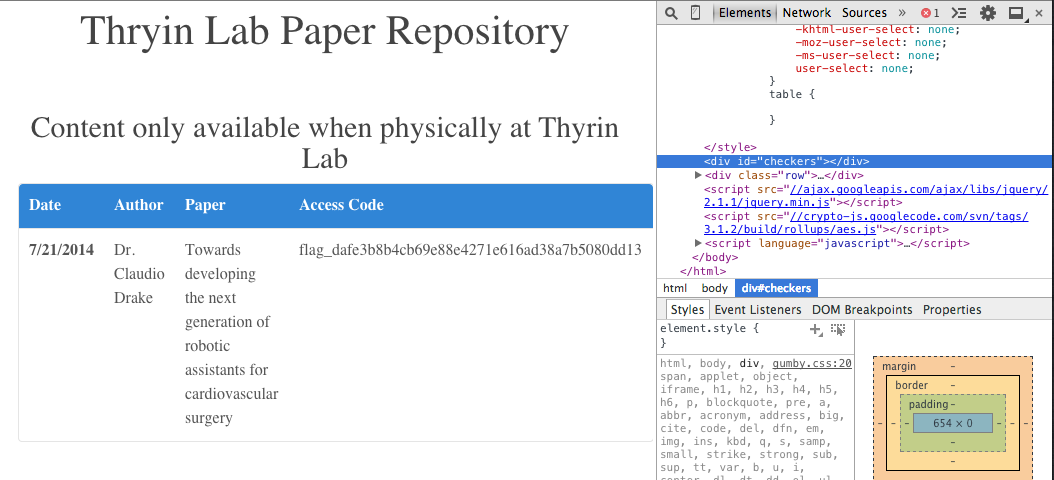 Thryin Lab Paper Repository
Content only available when physically at Thyrin
Lab
Date Author Paper Access Code
7/21/2014 Dr. Towards flag_dafe3b8b4cb69e88e4271e616ad38a7b5080dd13
Claudio developing
Drake the next
generation of
robotic
assistants for
cardiovascular
surgery
Elements Network Sources » 1
-khtml-user-select: none;
-moz-user-select: none;
-ms-user-select: none;
user-select: none;
}
table {
}
</style>
<div id="checkers"></div>
<div class="row">…</div>
<script src="//ajax.googleapis.com/ajax/libs/jquery/
2.1.1/jquery.min.js"></script>
<script src="//crypto-js.googlecode.com/svn/tags/
3.1.2/build/rollups/aes.js"></script>
<script language="javascript">…</script>
</body>
</html>
html body div#checkers
Styles Event Listeners DOM Breakpoints Properties
element.style {
}
html, body, div, gumby.css:20
span, applet, object,
iframe, h1, h2, h3, h4, h5,
h6, p, blockquote, pre, a,
abbr, acronym, address, big,
cite, code, del, dfn, em,
img, ins, kbd, q, s, samp,
small, strike, strong, sub,
sup, tt, var, b, u, i,
center, dl, dt, dd, ol, ul
margin -
border -
padding -
- - - 654 × 0 - - -
-
-